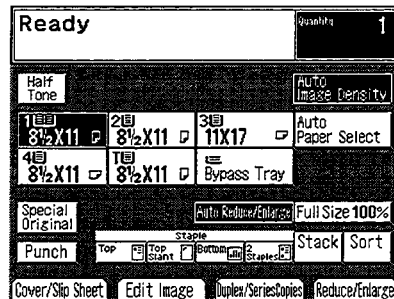 Ready
Quantity 1
Half Tone
Auto Image Density
1 8½X11
2 8½X11
3 11X17
Auto Paper Select
4 8½X11
T 8½X11
Bypass Tray
Special Original
Auto Reduce/Enlarge
Full Size 100%
Staple
Punch
Top
Top Slant
Bottom
2 Staples
Stack
Sort
Cover/Slip Sheet
Edit Image
Duplex/SeriesCopies
Reduce/Enlarge